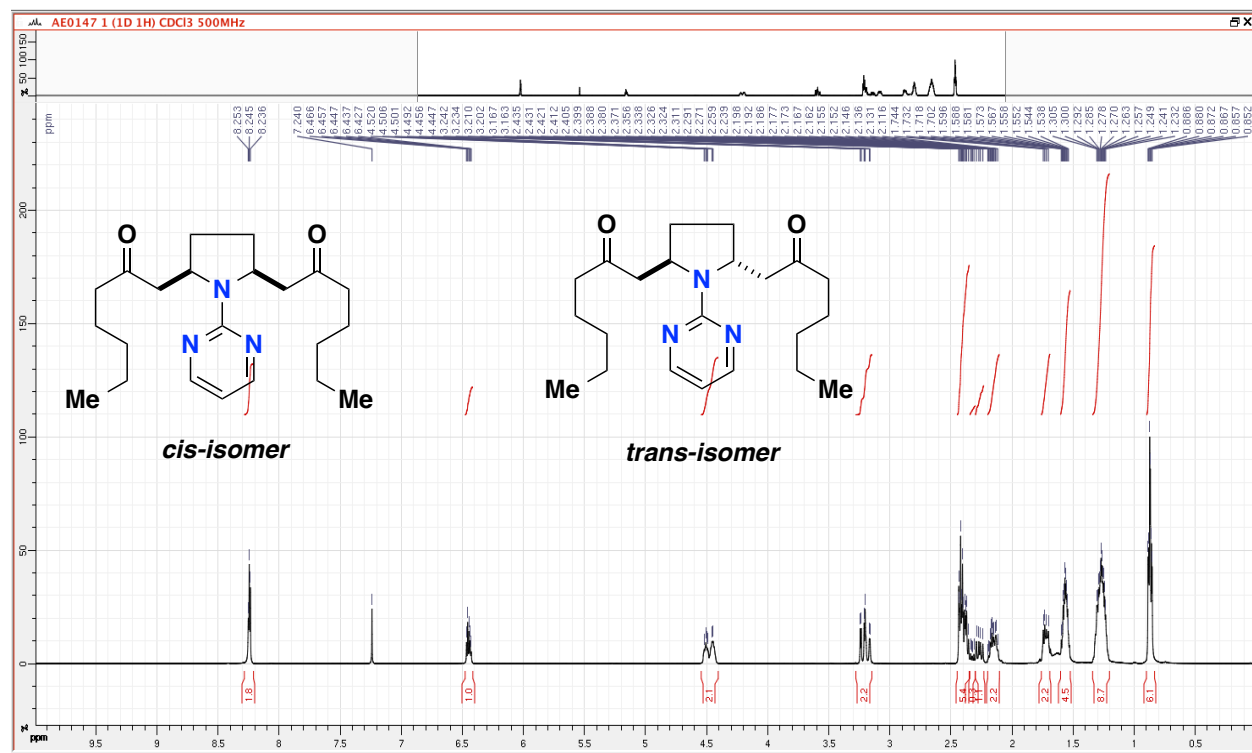 AE0147 1 (1D 1H) CDCl3 500MHz
150
100
50
ppm
8.253 8.245 8.236 7.240 6.466 6.457 6.447 6.437 6.427 4.520 4.506 4.501 4.492 4.456 4.447 3.242 3.234 3.210 3.202 3.167 3.163 2.435 2.431 2.421 2.412 2.405 2.399 2.388 2.380 2.371 2.356 2.338 2.326 2.324 2.311 2.291 2.271 2.259 2.239 2.198 2.192 2.186 2.177 2.173 2.167 2.162 2.155 2.152 2.146 2.136 2.131 2.116 1.744 1.732 1.718 1.702 1.596 1.588 1.581 1.573 1.567 1.558 1.552 1.544 1.538 1.305 1.300 1.292 1.285 1.278 1.270 1.263 1.257 1.249 1.241 1.232 0.886 0.880 0.872 0.867 0.857 0.852
200
150
100
50
0
O O
N
N N
Me Me
cis-isomer
O O
N
N N
Me Me
trans-isomer
1.8 1.0 2.1 2.2 5.4 1.1 2.2 2.2 4.5 8.7 6.1
ppm 9.5 9 8.5 8 7.5 7 6.5 6 5.5 5 4.5 4 3.5 3 2.5 2 1.5 1 0.5